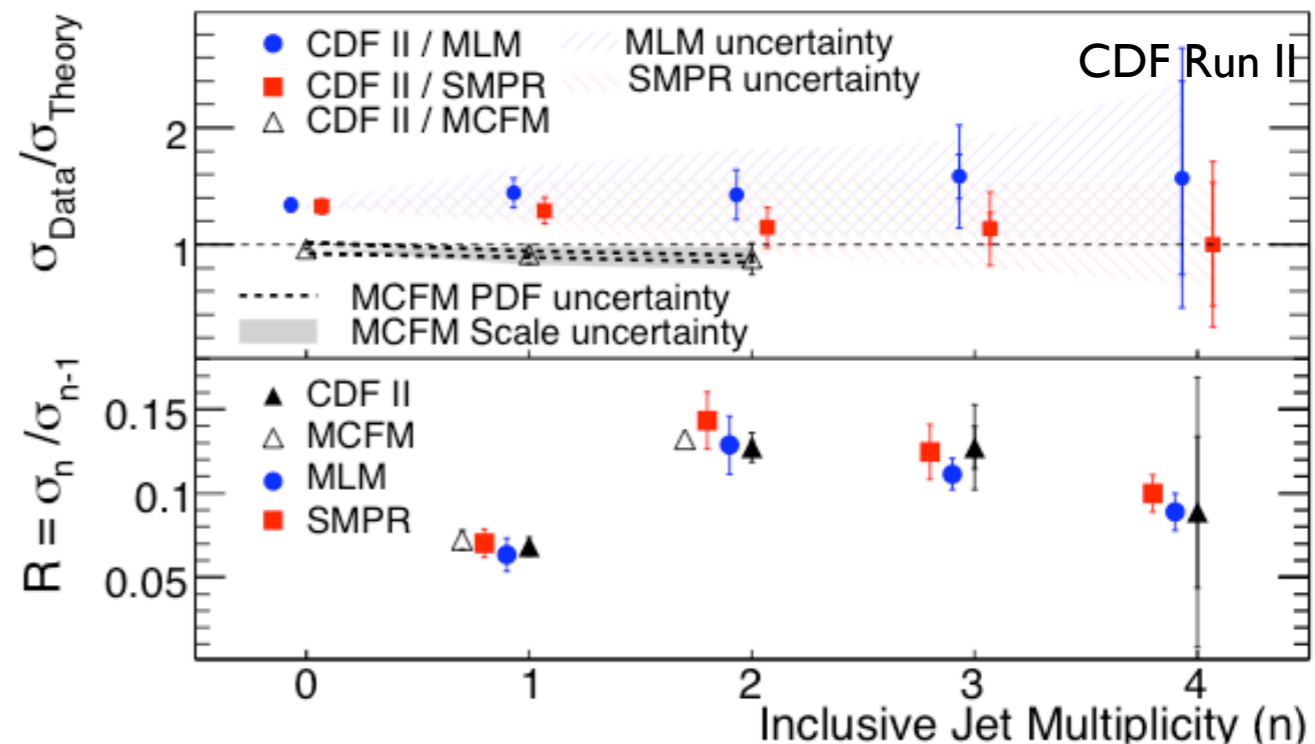 CDF Run II
CDF II / MLM
CDF II / SMPR
CDF II / MCFM
MLM uncertainty
SMPR uncertainty
σData/σTheory
2
1
MCFM PDF uncertainty
MCFM Scale uncertainty
R = σn /σn-1
CDF II
MCFM
MLM
SMPR
0.15
0.1
0.05
0 1 2 3 4
Inclusive Jet Multiplicity (n)